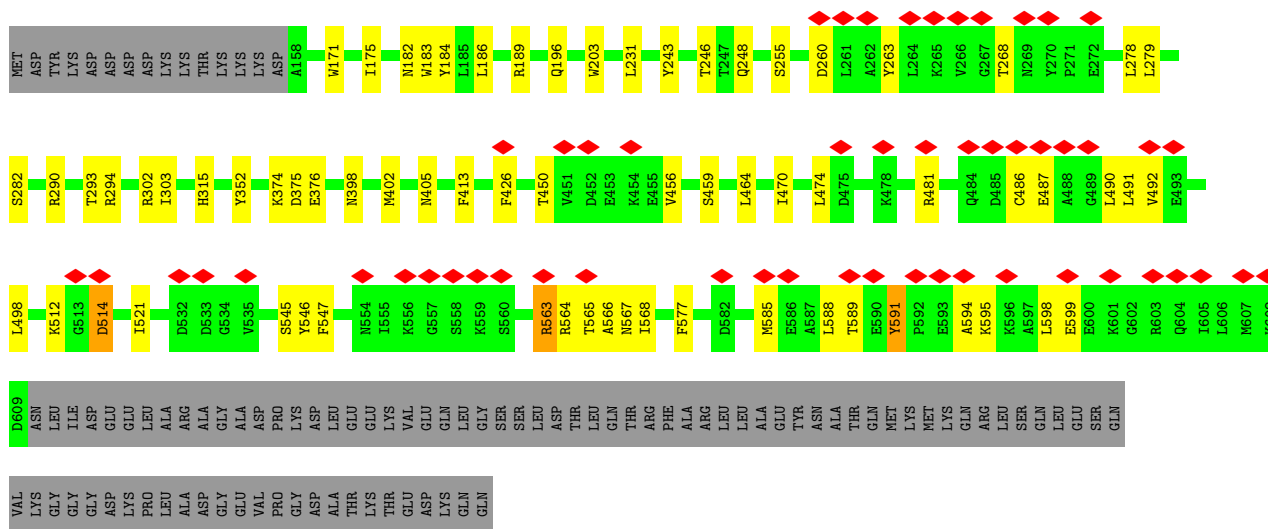 MET ASP TYR LYS ASP ASP ASP ASP LYS LYS THR LYS LYS LYS ASP A158 W171 I175 N182 W183 Y184 L185 L186 R189 Q196 W203 L231 Y243 T246 T247 Q248 S255 D260 L261 A262 Y263 L264 K265 V266 G267 T268 N269 Y270 P271 E272 L278 L279
S282 R290 T293 R294 R302 I303 H315 Y352 K374 D375 E376 N398 M402 N405 F413 F426 T450 V451 D452 E453 K454 E455 V456 S459 L464 I470 L474 D475 K478 R481 Q484 D485 C486 E487 A488 G489 L490 L491 V492 E493
L498 K512 G513 D514 I521 D532 D533 G534 V535 S545 Y546 F547 N554 I555 K556 G557 S558 K559 S560 R563 R564 T565 A566 N567 I568 F577 D582 M585 E586 L588 T589 E590 Y591 P592 E593 A594 K595 K596 A597 L598 E599 E600 K601 G602 R603 Q604 I605 L606 M607
D609 ASN LEU ILE ASP GLU GLU LEU ALA ARG ALA GLY ALA ASP PRO LYS ASP LEU GLU GLU LYS VAL GLU GLN LEU GLY SER SER LEU ASP THR LEU GLN THR ARG PHE ALA ARG LEU LEU ALA GLU TYR ASN ALA THR GLN MET LYS MET LYS GLN ARG LEU SER GLN LEU GLU SER GLN
VAL LYS GLY GLY GLY ASP LYS PRO LEU ALA ASP GLY GLU VAL PRO GLY ASP ALA THR LYS THR GLU ASP LYS GLN GLN